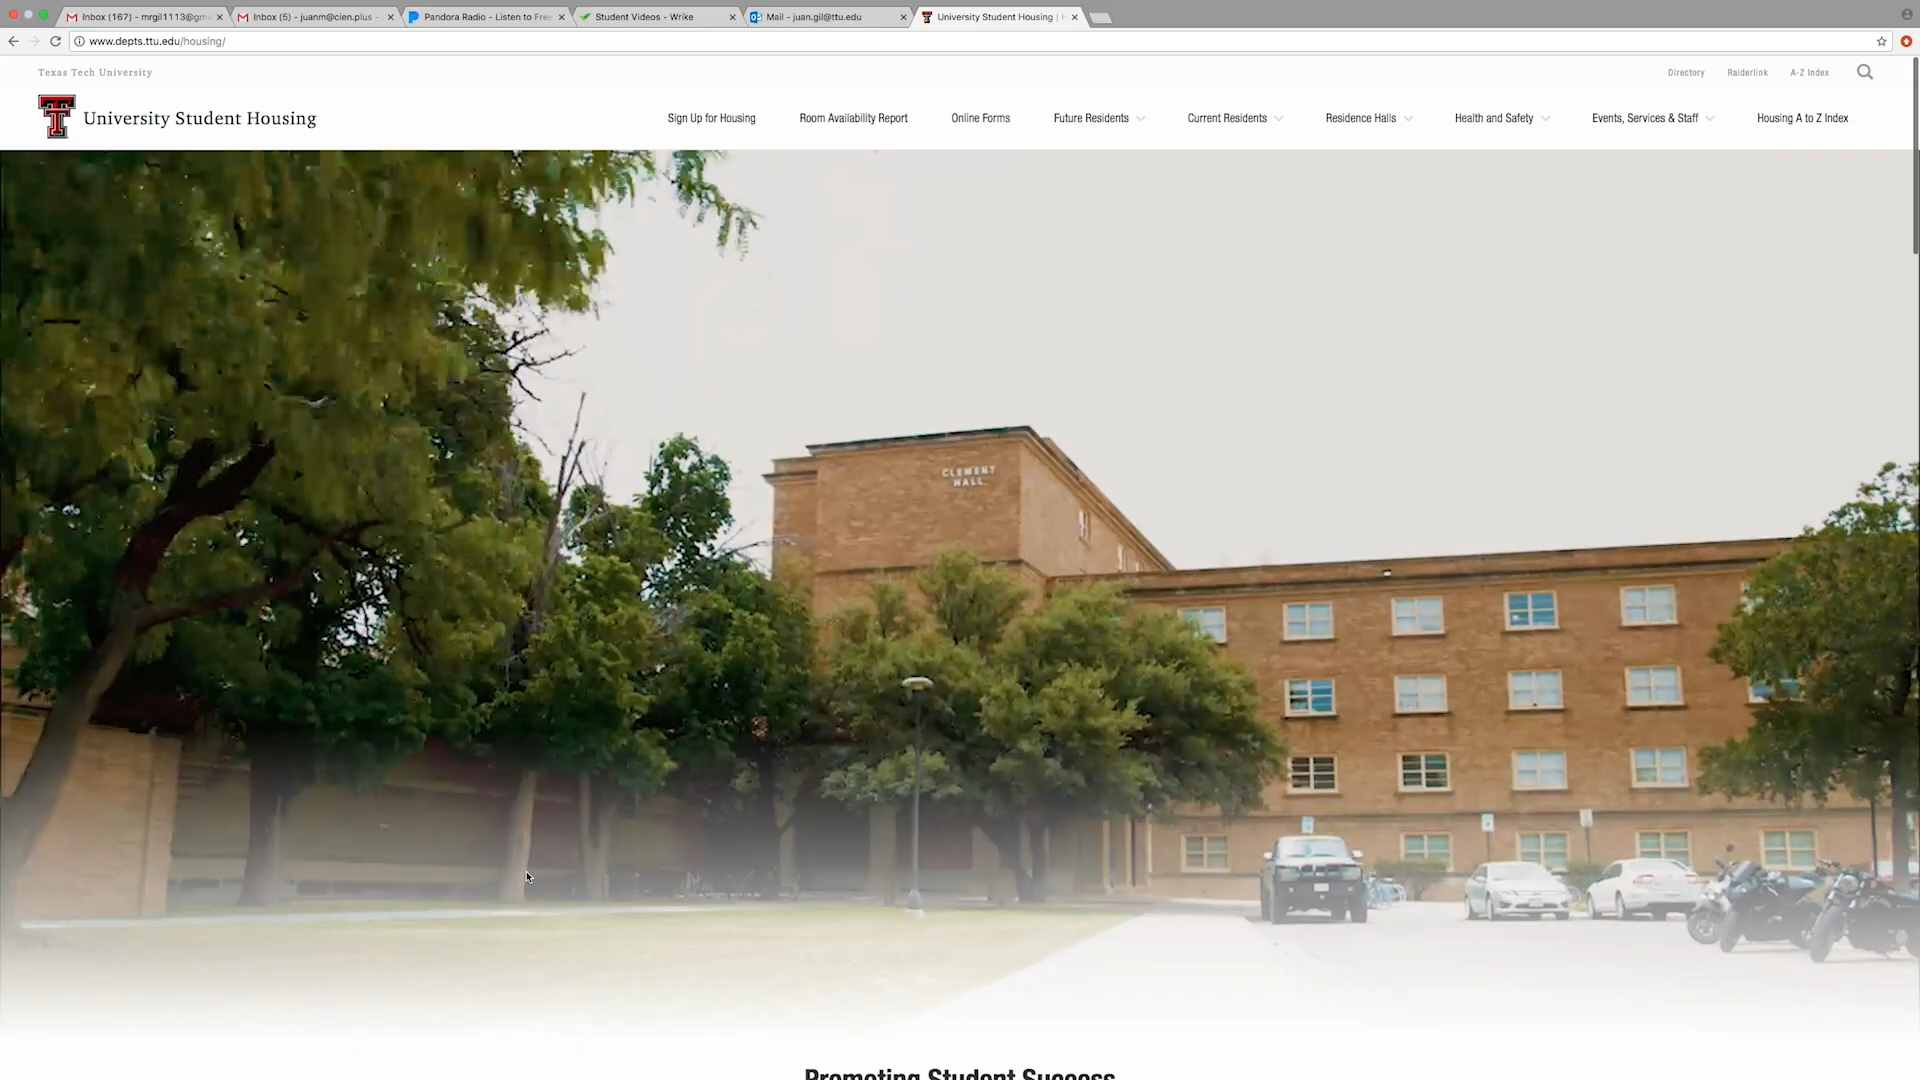 Inbox (167) - mrgil1113@gm
Inbox (5) - juanm@cien.plus -
Pandora Radio - Listen to Free
Student Videos - Wrike
Mail - juan.gil@ttu.edu
University Student Housing | H
www.depts.ttu.edu/housing/
Texas Tech University
Directory
Raiderlink
A-Z Index
University Student Housing
Sign Up for Housing
Room Availability Report
Online Forms
Future Residents
Current Residents
Residence Halls
Health and Safety
Events, Services & Staff
Housing A to Z Index
CLEMENT
HALL
Promoting Student Success